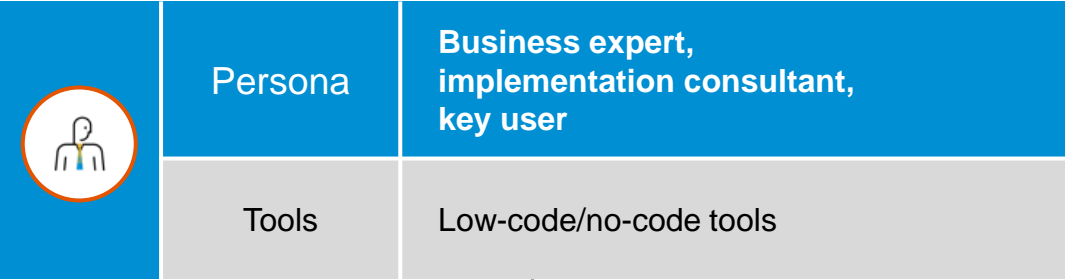 Persona
Business expert,
implementation consultant,
key user
Tools
Low-code/no-code tools